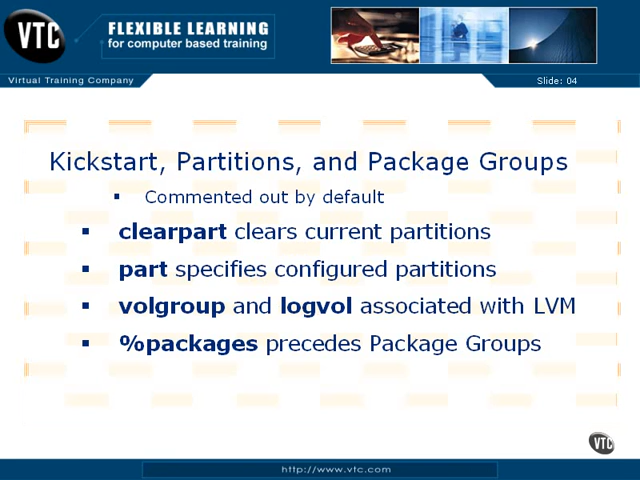 VTC
FLEXIBLE LEARNING
for computer based training
Virtual Training Company
Slide: 04
Kickstart, Partitions, and Package Groups
▪ Commented out by default
▪ clearpart clears current partitions
▪ part specifies configured partitions
▪ volgroup and logvol associated with LVM
▪ %packages precedes Package Groups
VTC
http://www.vtc.com